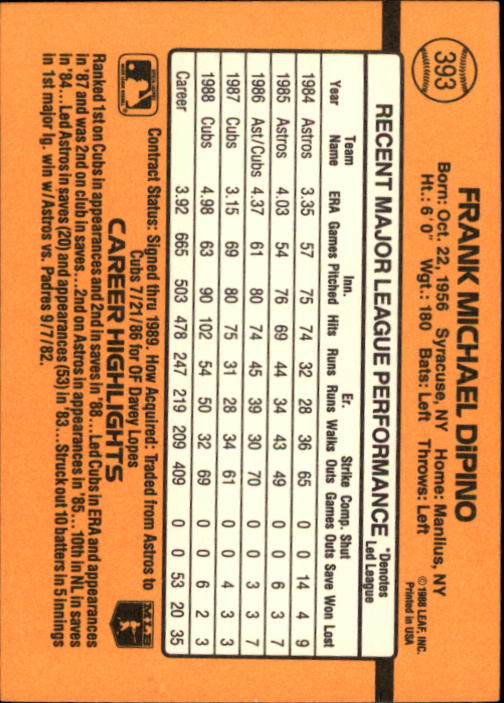 393
FRANK MICHAEL DiPINO
Born: Oct. 22, 1956 Syracuse, NY Home: Manlius, NY
Ht.: 6' 0" Wgt.: 180 Bats: Left Throws: Left
© 1988 LEAF, INC.
Printed in USA
RECENT MAJOR LEAGUE PERFORMANCE *Denotes Led League
Year Team Name ERA Games Inn. Pitched Hits Runs Er. Runs Walks Strike Outs Comp. Games Shut Outs Save Won Lost
1984 Astros 3.35 57 75 74 32 28 36 65 0 0 14 4 9
1985 Astros 4.03 54 76 69 44 34 43 49 0 0 6 3 7
1986 Ast/Cubs 4.37 61 80 74 45 39 30 70 0 0 3 3 7
1987 Cubs 3.15 69 80 75 31 28 34 61 0 0 4 3 3
1988 Cubs 4.98 63 90 102 54 50 32 69 0 0 6 2 3
Career 3.92 665 503 478 247 219 209 409 0 0 53 20 35
Contract Status: Signed thru 1989. How Acquired: Traded from Astros to
Cubs 7/21/86 for OF Davey Lopes
MLB
CAREER HIGHLIGHTS
Ranked 1st on Cubs in appearances and 2nd in saves in '88...Led Cubs in ERA and appearances
in '87 and was 2nd on club in saves...2nd on Astros in appearances in '85...10th in NL in saves
in '84...Led Astros in saves (20) and appearances (53) in '83...Struck out 10 batters in 5 innings
in 1st major lg. win w/Astros vs. Padres 9/7/82.